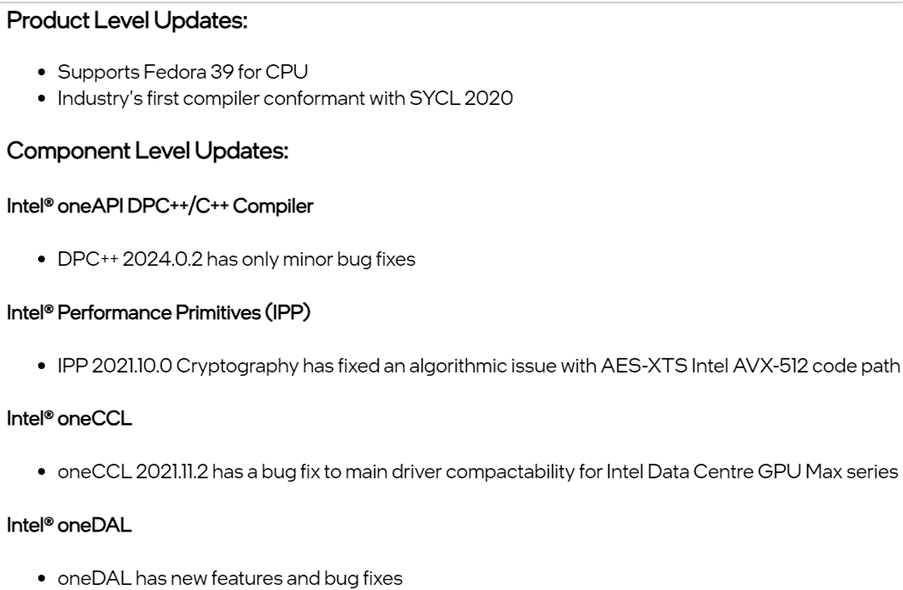 Product Level Updates:
• Supports Fedora 39 for CPU
• Industry's first compiler conformant with SYCL 2020
Component Level Updates:
Intel® oneAPI DPC++/C++ Compiler
• DPC++ 2024.0.2 has only minor bug fixes
Intel® Performance Primitives (IPP)
• IPP 2021.10.0 Cryptography has fixed an algorithmic issue with AES-XTS Intel AVX-512 code path
Intel® oneCCL
• oneCCL 2021.11.2 has a bug fix to main driver compactability for Intel Data Centre GPU Max series
Intel® oneDAL
• oneDAL has new features and bug fixes